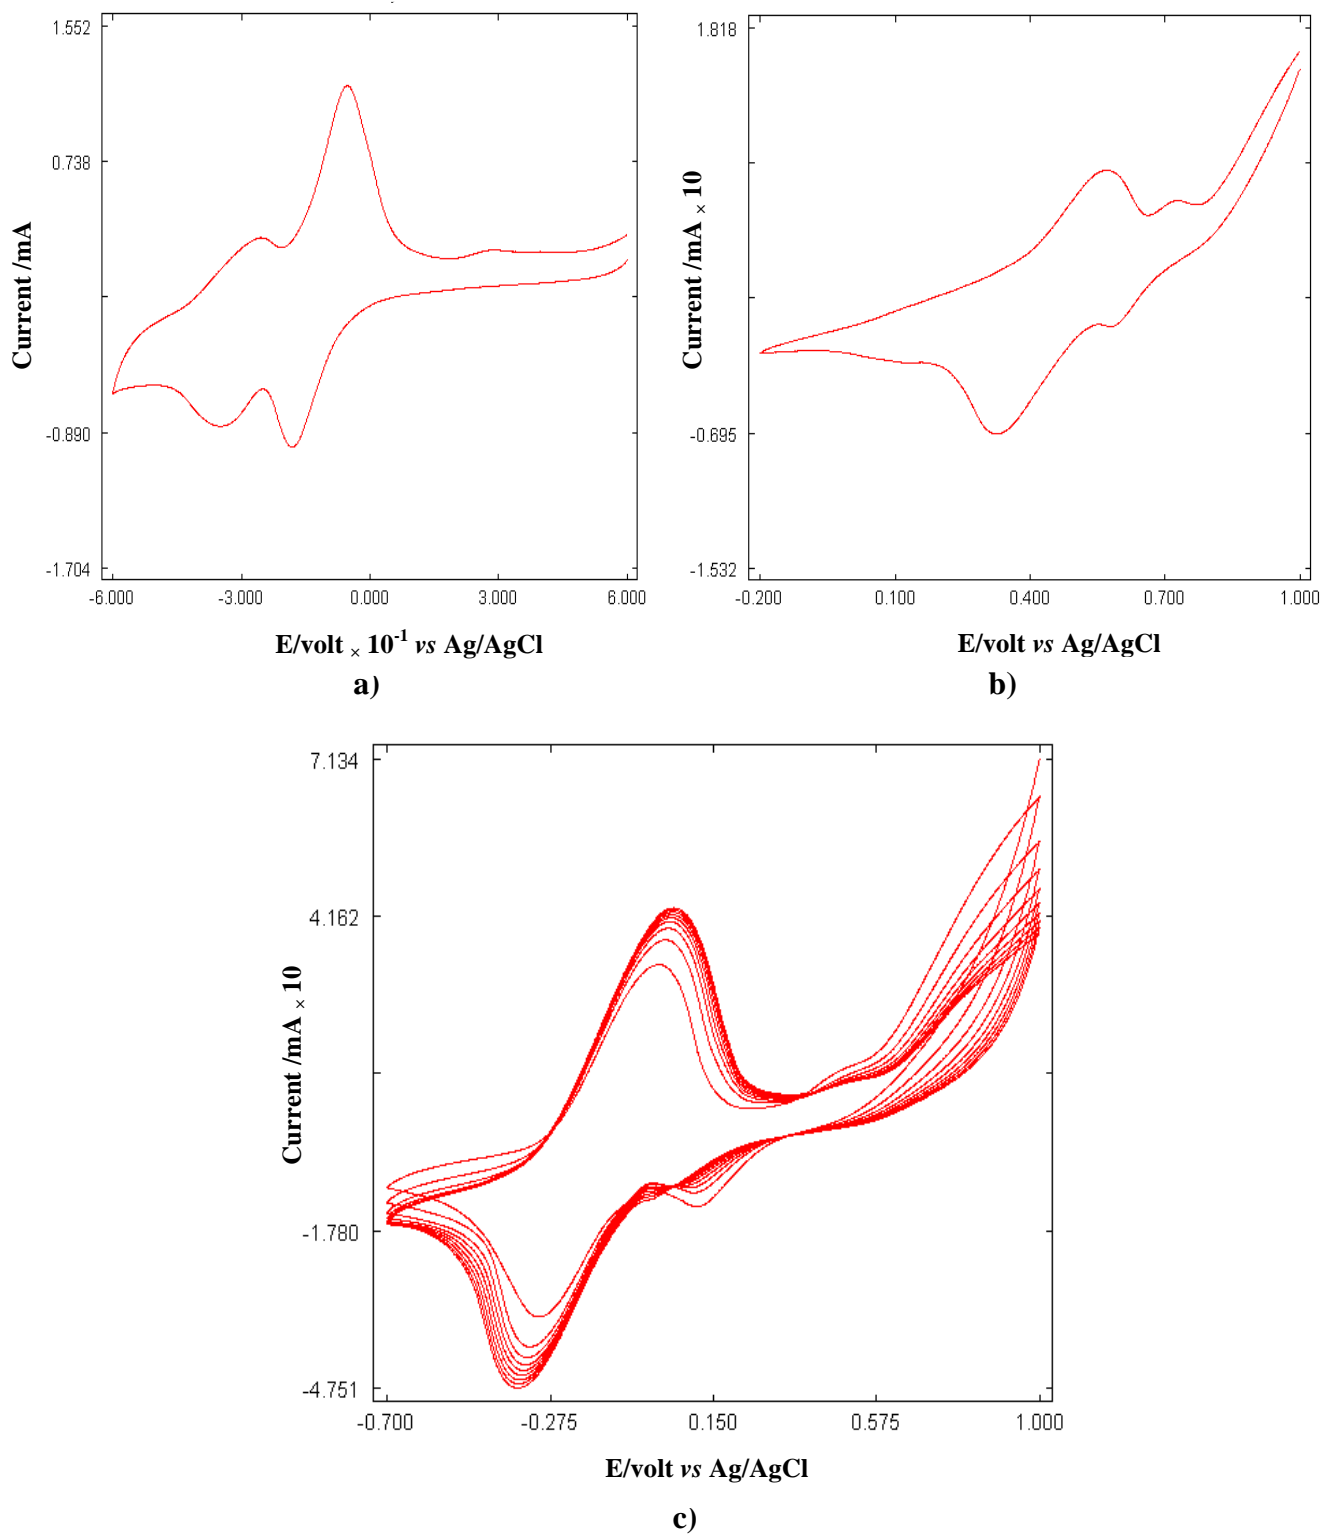 1.552
0.738
-0.890
-1.704
Current /mA
-6.000 -3.000 0.000 3.000 6.000
E/volt × 10-1 vs Ag/AgCl
a)
1.818
-0.695
-1.532
Current /mA × 10
-0.200 0.100 0.400 0.700 1.000
E/volt vs Ag/AgCl
b)
7.134
4.162
-1.780
-4.751
Current /mA × 10
-0.700 -0.275 0.150 0.575 1.000
E/volt vs Ag/AgCl
c)